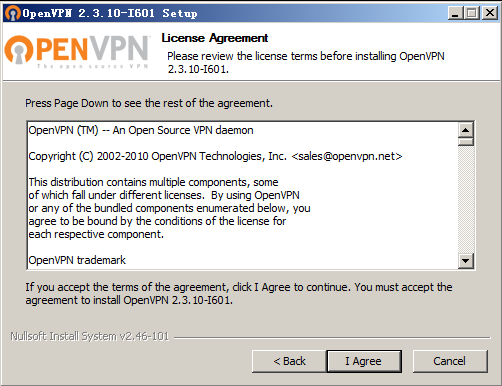 OpenVPN 2.3.10-I601 Setup
OPENVPN
The open source VPN
License Agreement
Please review the license terms before installing OpenVPN
2.3.10-I601.
Press Page Down to see the rest of the agreement.
OpenVPN (TM) -- An Open Source VPN daemon
Copyright (C) 2002-2010 OpenVPN Technologies, Inc. <sales@openvpn.net>
This distribution contains multiple components, some
of which fall under different licenses.  By using OpenVPN
or any of the bundled components enumerated below, you
agree to be bound by the conditions of the license for
each respective component.
OpenVPN trademark
If you accept the terms of the agreement, click I Agree to continue. You must accept the
agreement to install OpenVPN 2.3.10-I601.
Nullsoft Install System v2.46-101
< Back
I Agree
Cancel